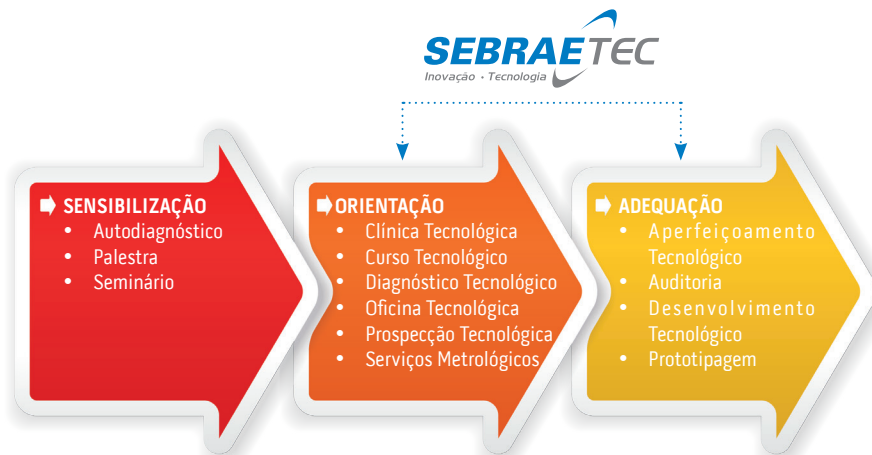 SEBRAETEC
Inovação • Tecnologia
SENSIBILIZAÇÃO
• Autodiagnóstico
• Palestra
• Seminário
ORIENTAÇÃO
• Clínica Tecnológica
• Curso Tecnológico
• Diagnóstico Tecnológico
• Oficina Tecnológica
• Prospecção Tecnológica
• Serviços Metrológicos
ADEQUAÇÃO
• Aperfeiçoamento
Tecnológico
• Auditoria
• Desenvolvimento
Tecnológico
• Prototipagem